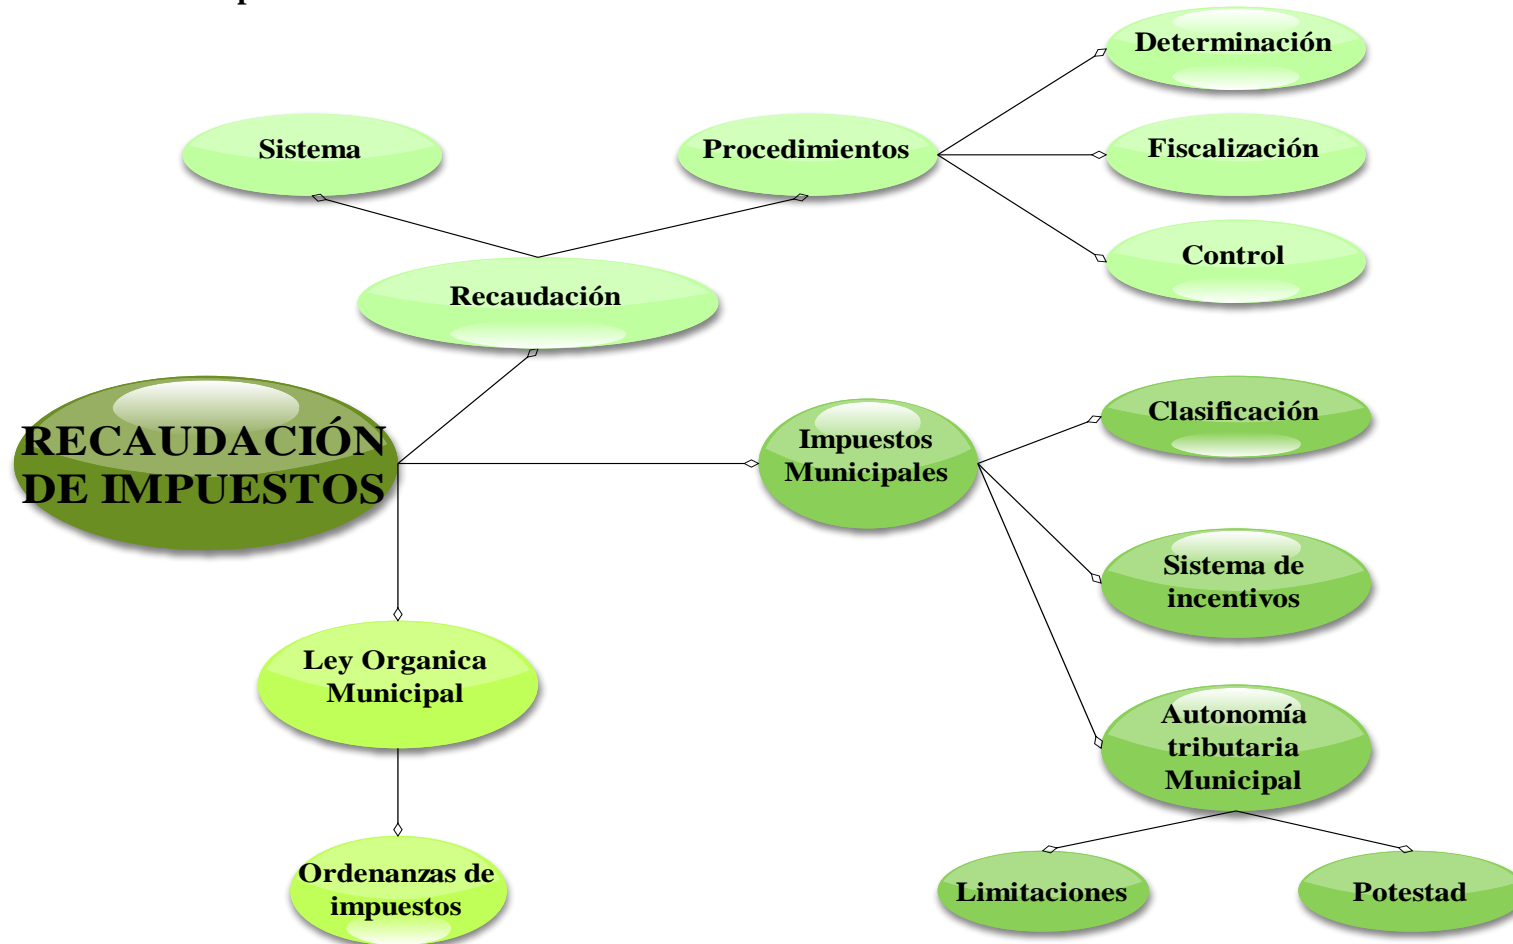 Determinación
Sistema
Procedimientos
Fiscalización
Control
Recaudación
RECAUDACIÓN
DE IMPUESTOS
Impuestos
Municipales
Clasificación
Sistema de
incentivos
Ley Organica
Municipal
Autonomía
tributaria
Municipal
Ordenanzas de
impuestos
Limitaciones
Potestad